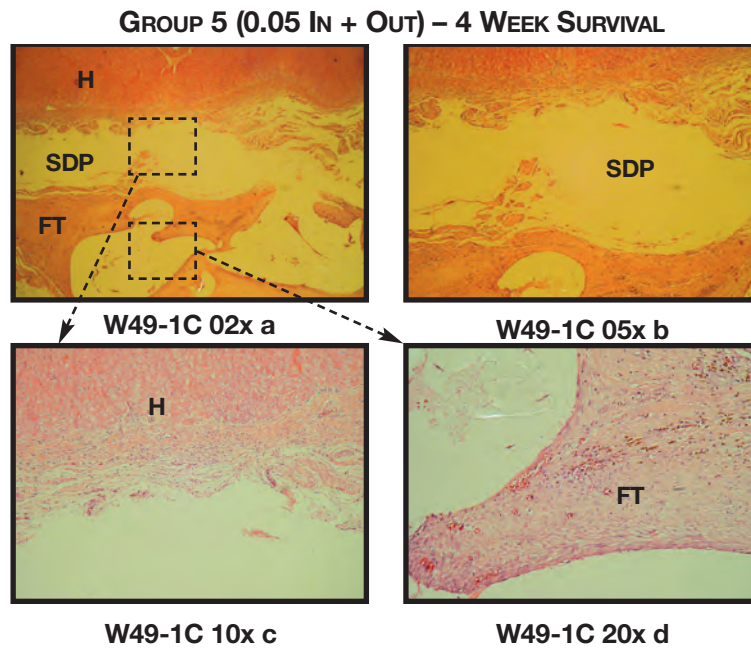 GROUP 5 (0.05 IN + OUT) – 4 WEEK SURVIVAL
H
SDP
FT
W49-1C 02x a
SDP
W49-1C 05x b
H
W49-1C 10x c
FT
W49-1C 20x d